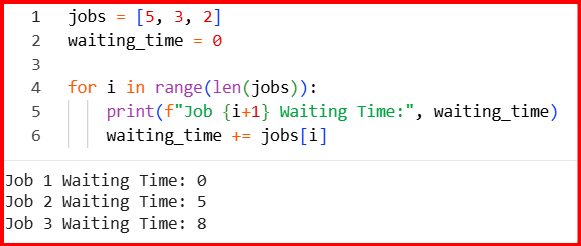 1 jobs = [5, 3, 2]
2 waiting_time = 0
3
4 for i in range(len(jobs)):
5     print(f"Job {i+1} Waiting Time:", waiting_time)
6     waiting_time += jobs[i]
Job 1 Waiting Time: 0
Job 2 Waiting Time: 5
Job 3 Waiting Time: 8